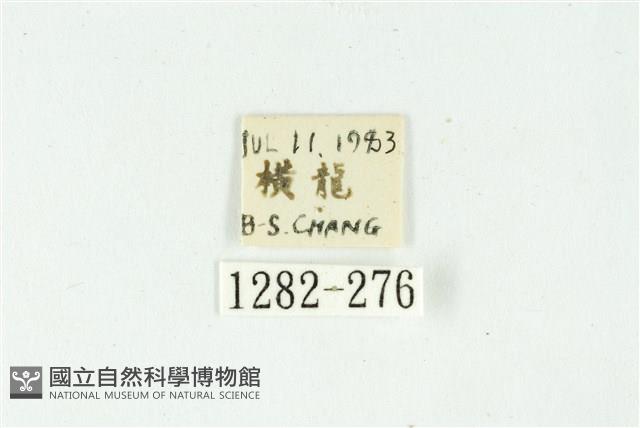 JUL 11. 1983
橫龍
B-S. CHANG
1282-276
國立自然科學博物館
NATIONAL MUSEUM OF NATURAL SCIENCE